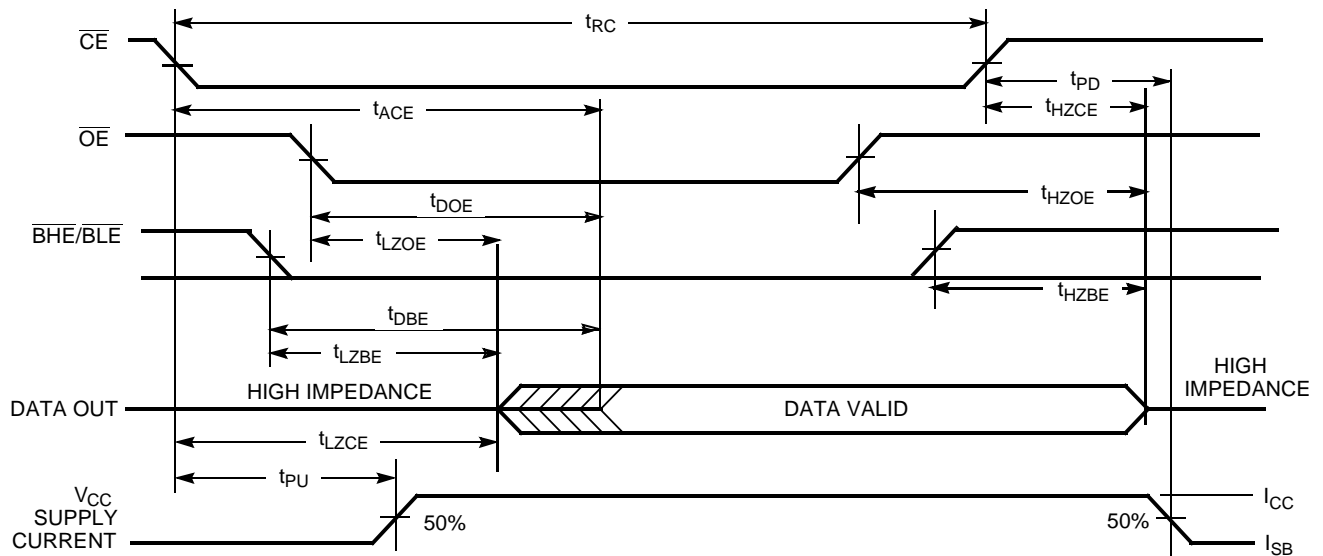 tRC
CE
tPD
tACE
tHZCE
OE
tDOE
tHZOE
BHE/BLE
tLZOE
tHZBE
tDBE
tLZBE
HIGH IMPEDANCE
HIGH
IMPEDANCE
DATA OUT
DATA VALID
tLZCE
tPU
VCC
SUPPLY
CURRENT
50%
50%
ICC
ISB